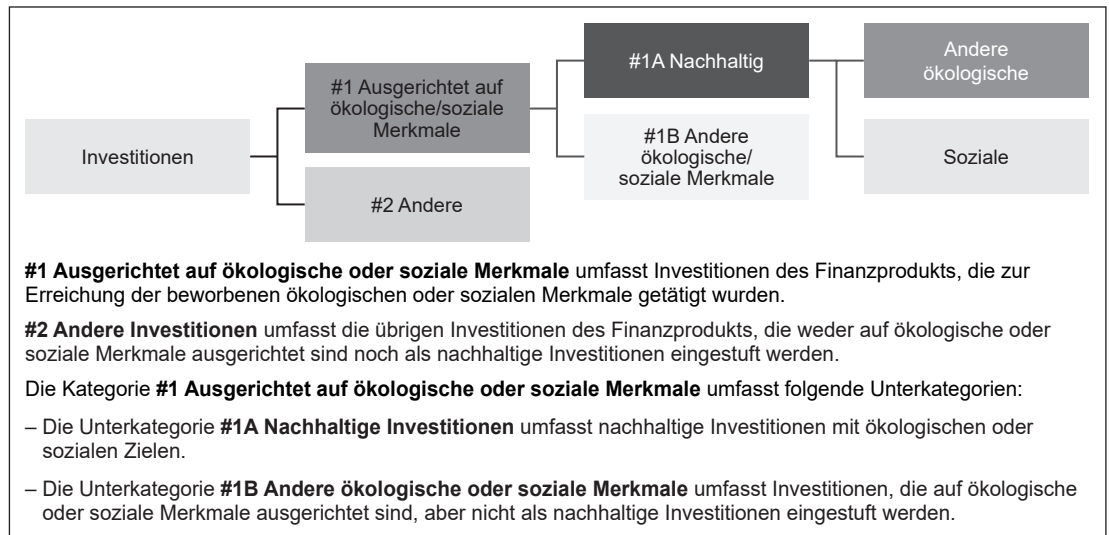 Investitionen
#1 Ausgerichtet auf
ökologische/soziale
Merkmale
#2 Andere
#1A Nachhaltig
#1B Andere
ökologische/
soziale Merkmale
Andere
ökologische
Soziale
#1 Ausgerichtet auf ökologische oder soziale Merkmale umfasst Investitionen des Finanzprodukts, die zur
Erreichung der beworbenen ökologischen oder sozialen Merkmale getätigt wurden.
#2 Andere Investitionen umfasst die übrigen Investitionen des Finanzprodukts, die weder auf ökologische oder
soziale Merkmale ausgerichtet sind noch als nachhaltige Investitionen eingestuft werden.
Die Kategorie #1 Ausgerichtet auf ökologische oder soziale Merkmale umfasst folgende Unterkategorien:
– Die Unterkategorie #1A Nachhaltige Investitionen umfasst nachhaltige Investitionen mit ökologischen oder
sozialen Zielen.
– Die Unterkategorie #1B Andere ökologische oder soziale Merkmale umfasst Investitionen, die auf ökologische
oder soziale Merkmale ausgerichtet sind, aber nicht als nachhaltige Investitionen eingestuft werden.